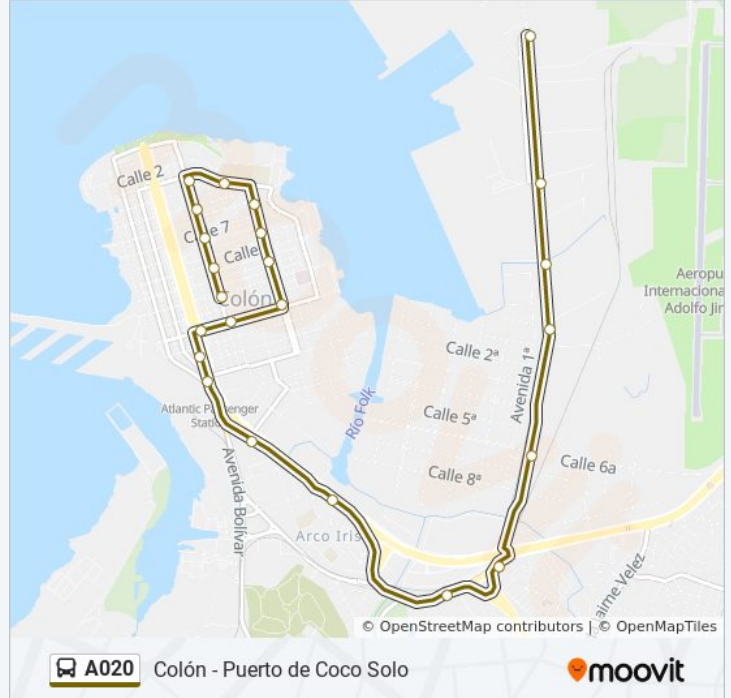 Calle 2
Calle 7
Calle
Colón
Aeropu
Internaciona
Adolfo Jir
Calle 2ª
Avenida 1ª
Río Folk
Calle 5ª
Atlantic Passenger
Station
Calle 6a
Calle 8ª
Avenida Bolívar
Arco Iris
Jaime Velez
© OpenStreetMap contributors | © OpenMapTiles
A020 Colón - Puerto de Coco Solo moovit